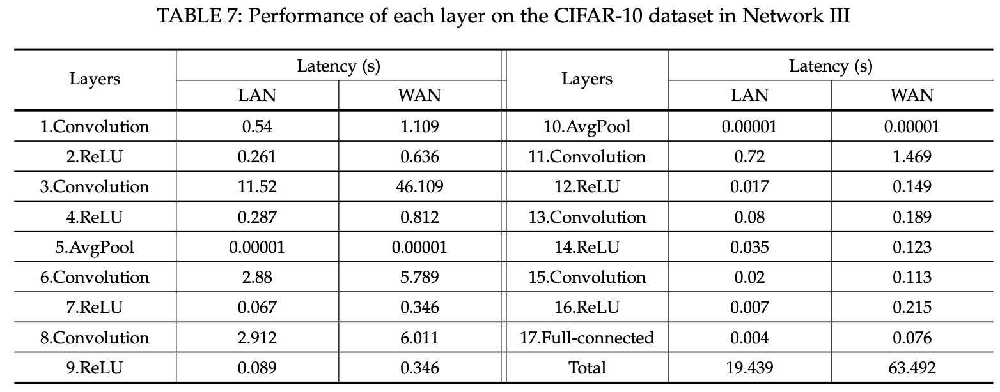 TABLE 7: Performance of each layer on the CIFAR-10 dataset in Network III
Layers Latency (s) Layers Latency (s)
LAN WAN LAN WAN
1.Convolution 0.54 1.109 10.AvgPool 0.00001 0.00001
2.ReLU 0.261 0.636 11.Convolution 0.72 1.469
3.Convolution 11.52 46.109 12.ReLU 0.017 0.149
4.ReLU 0.287 0.812 13.Convolution 0.08 0.189
5.AvgPool 0.00001 0.00001 14.ReLU 0.035 0.123
6.Convolution 2.88 5.789 15.Convolution 0.02 0.113
7.ReLU 0.067 0.346 16.ReLU 0.007 0.215
8.Convolution 2.912 6.011 17.Full-connected 0.004 0.076
9.ReLU 0.089 0.346 Total 19.439 63.492